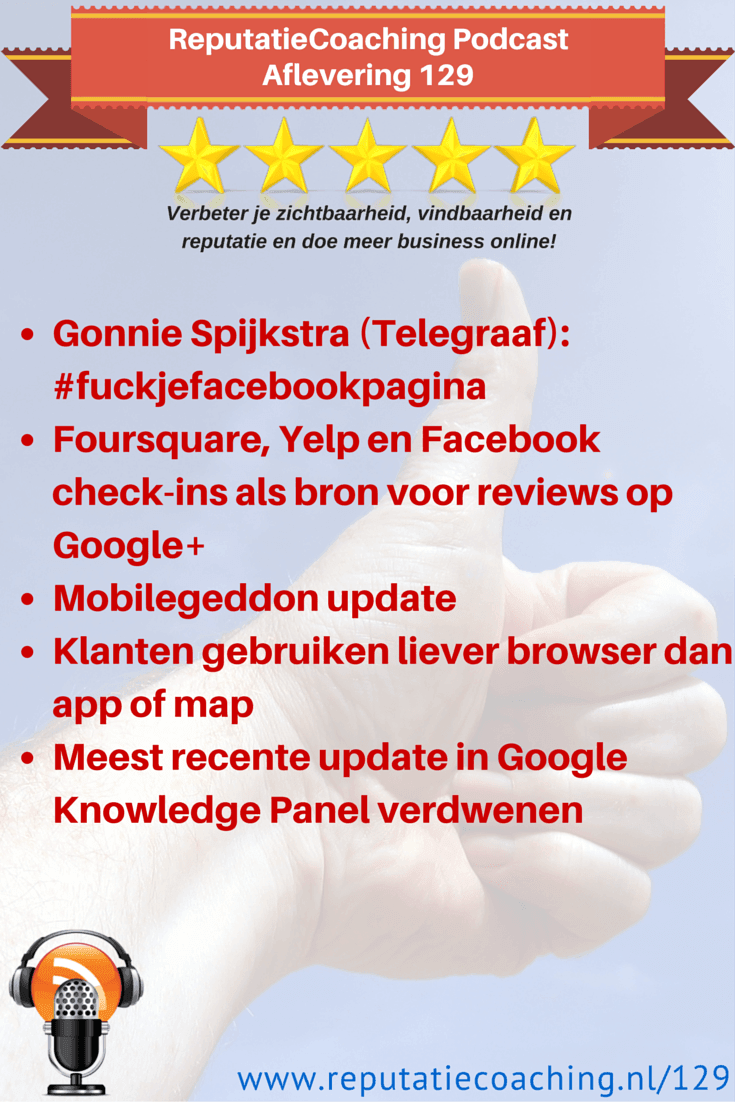 ReputatieCoaching Podcast
Aflevering 129
Verbeter je zichtbaarheid, vindbaarheid en
reputatie en doe meer business online!
• Gonnie Spijkstra (Telegraaf):
#fuckjefacebookpagina
• Foursquare, Yelp en Facebook
check-ins als bron voor reviews op
Google+
• Mobilegeddon update
• Klanten gebruiken liever browser dan
app of map
• Meest recente update in Google
Knowledge Panel verdwenen
www.reputatiecoaching.nl/129